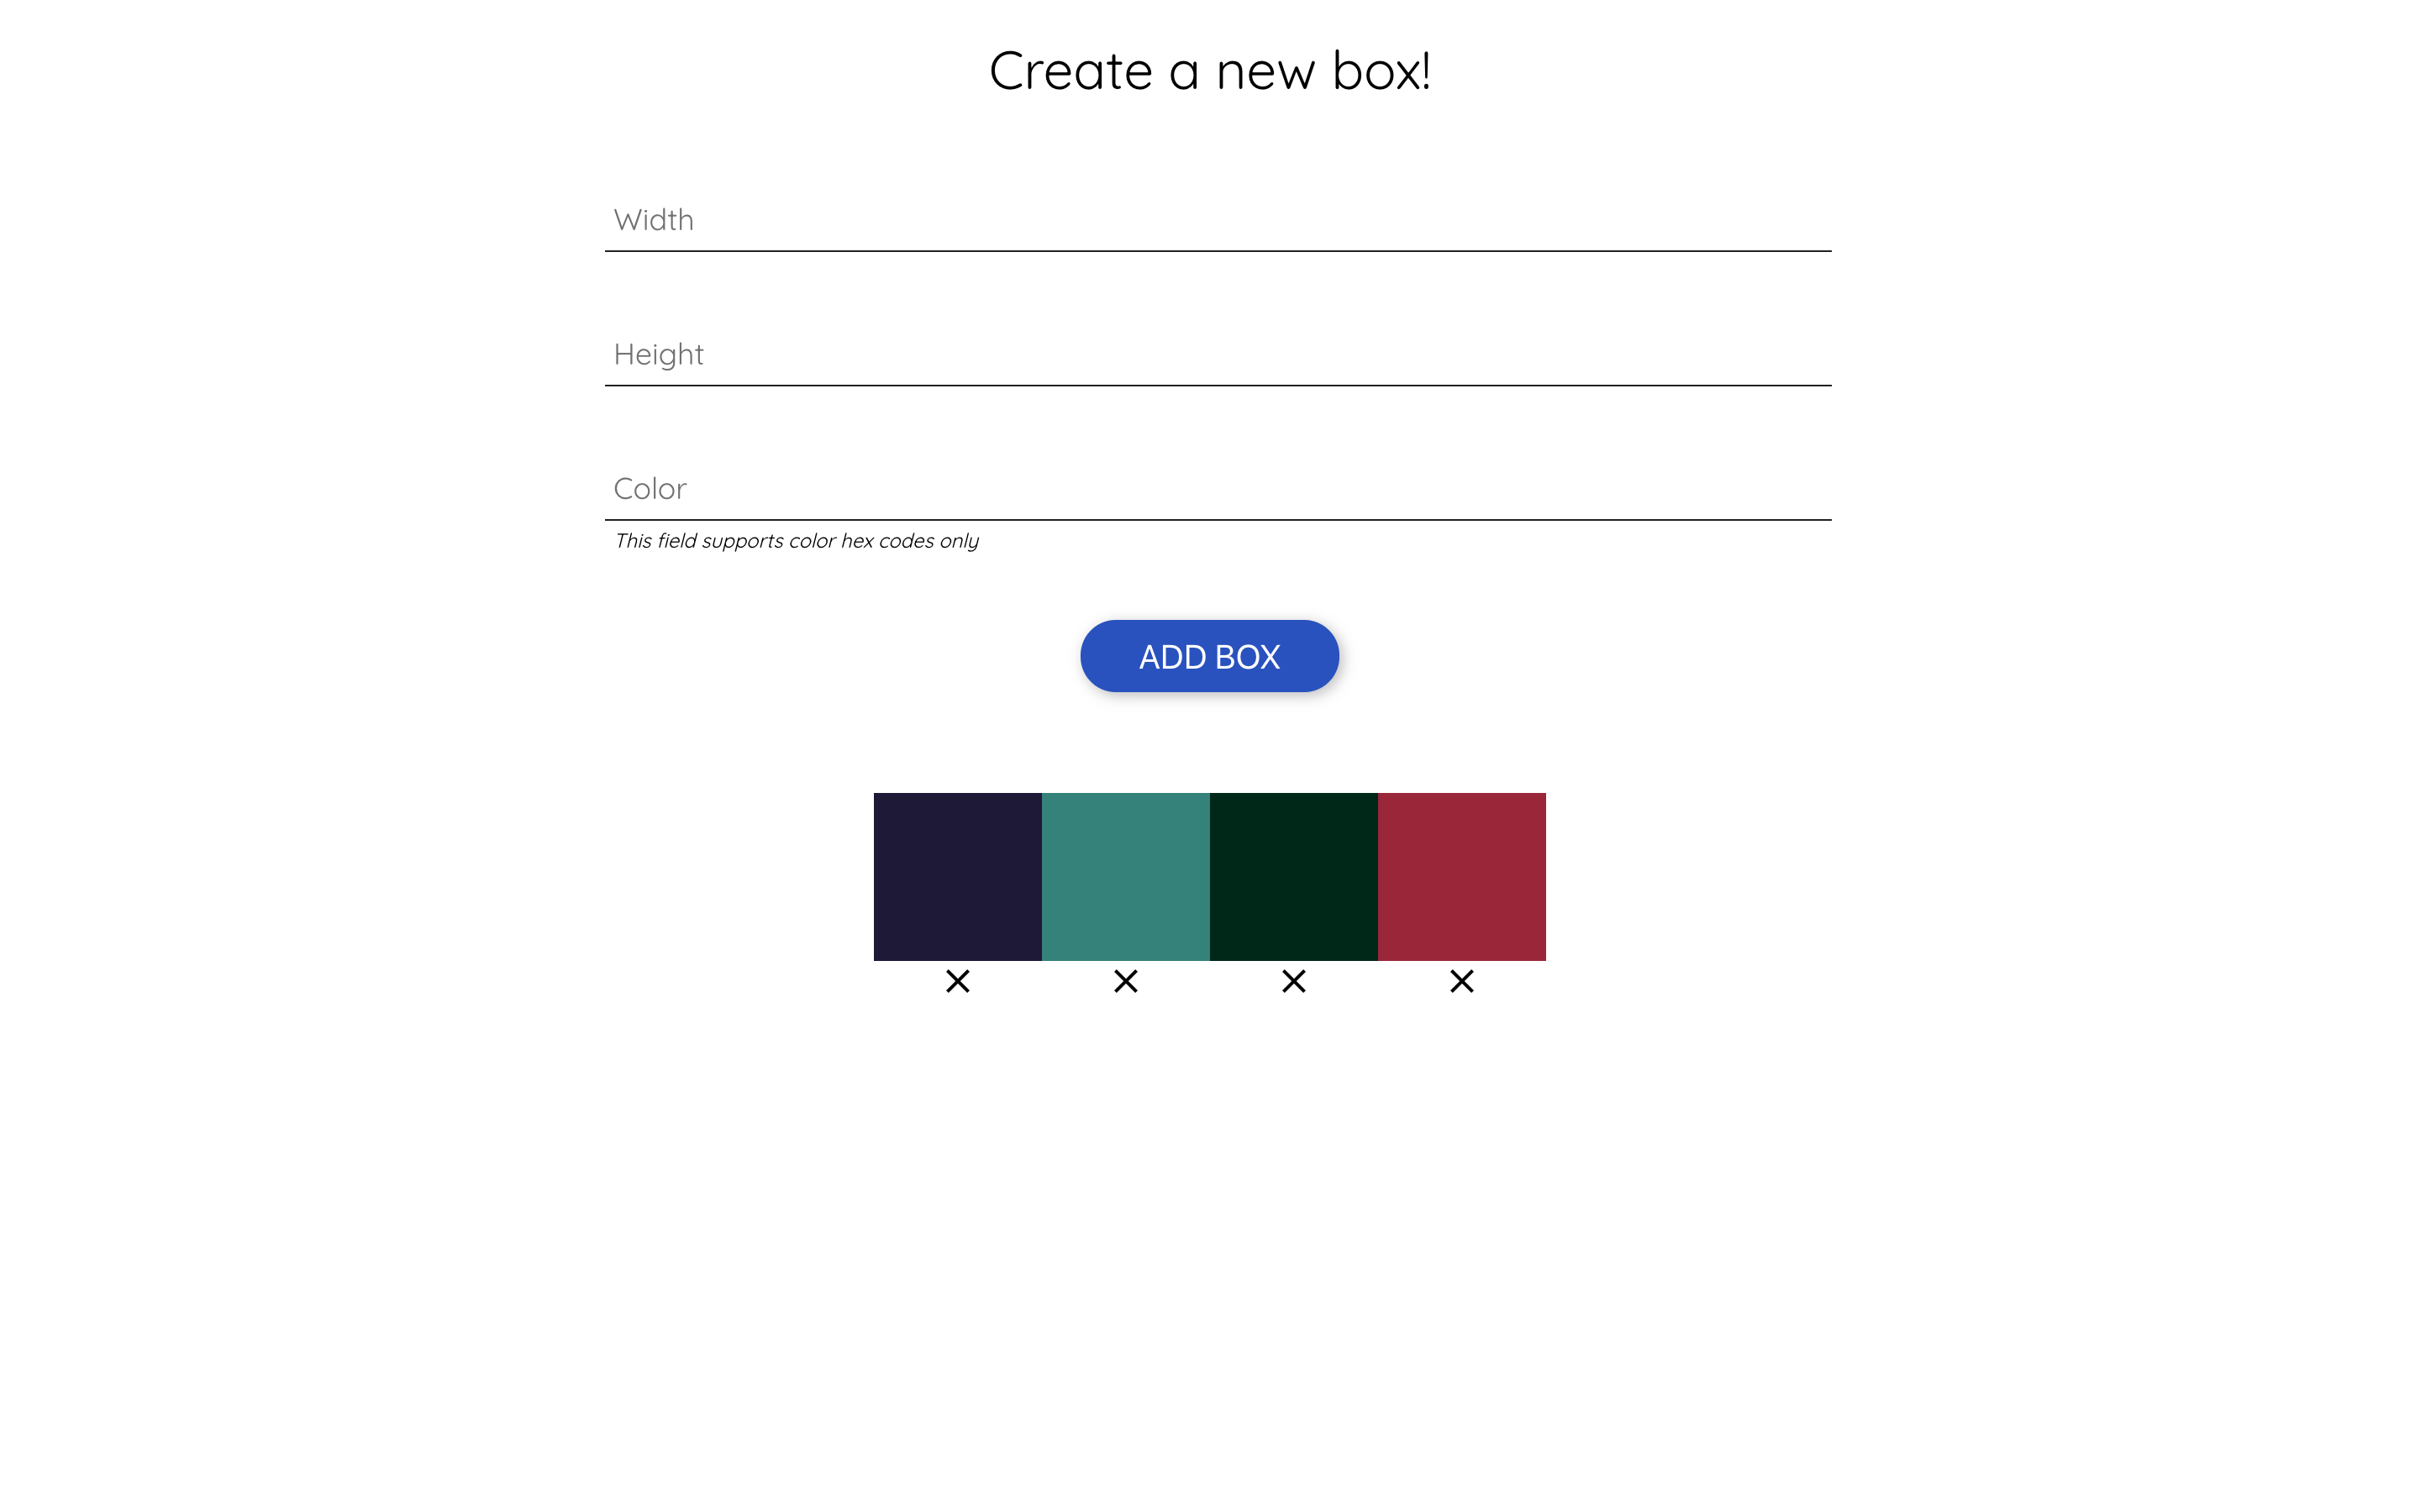 Create a new box!
Width
Height
Color
This field supports color hex codes only
ADD BOX